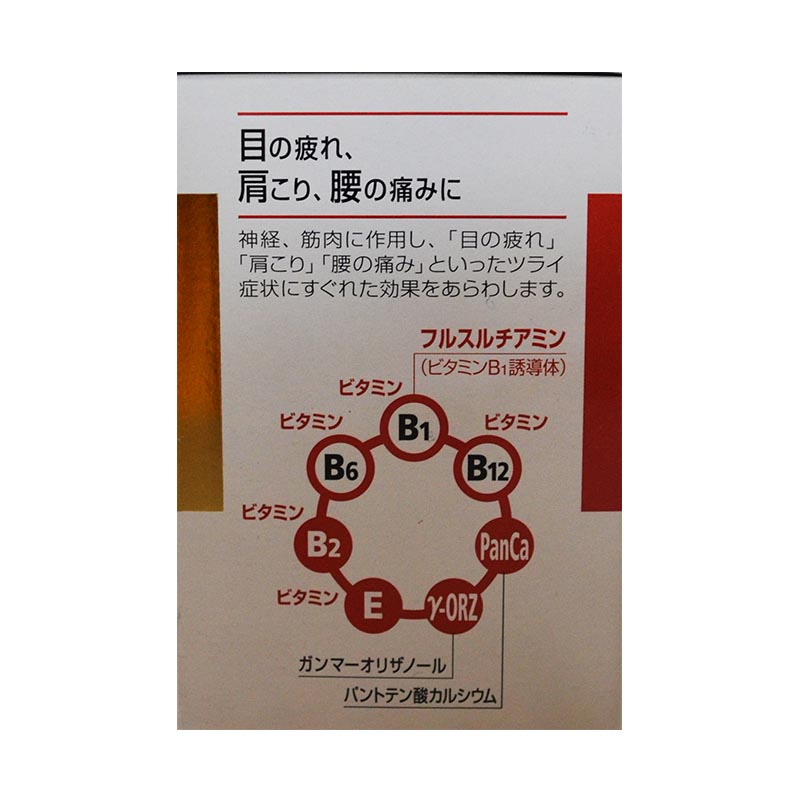 目の疲れ、
肩こり、腰の痛みに
神経、筋肉に作用し、「目の疲れ」
「肩こり」「腰の痛み」といったツライ
症状にすぐれた効果をあらわします。
フルスルチアミン
(ビタミンB1誘導体)
ビタミン
B1
ビタミン
B6
ビタミン
B12
ビタミン
B2
PanCa
ビタミン
E
γ-ORZ
ガンマーオリザノール
パントテン酸カルシウム